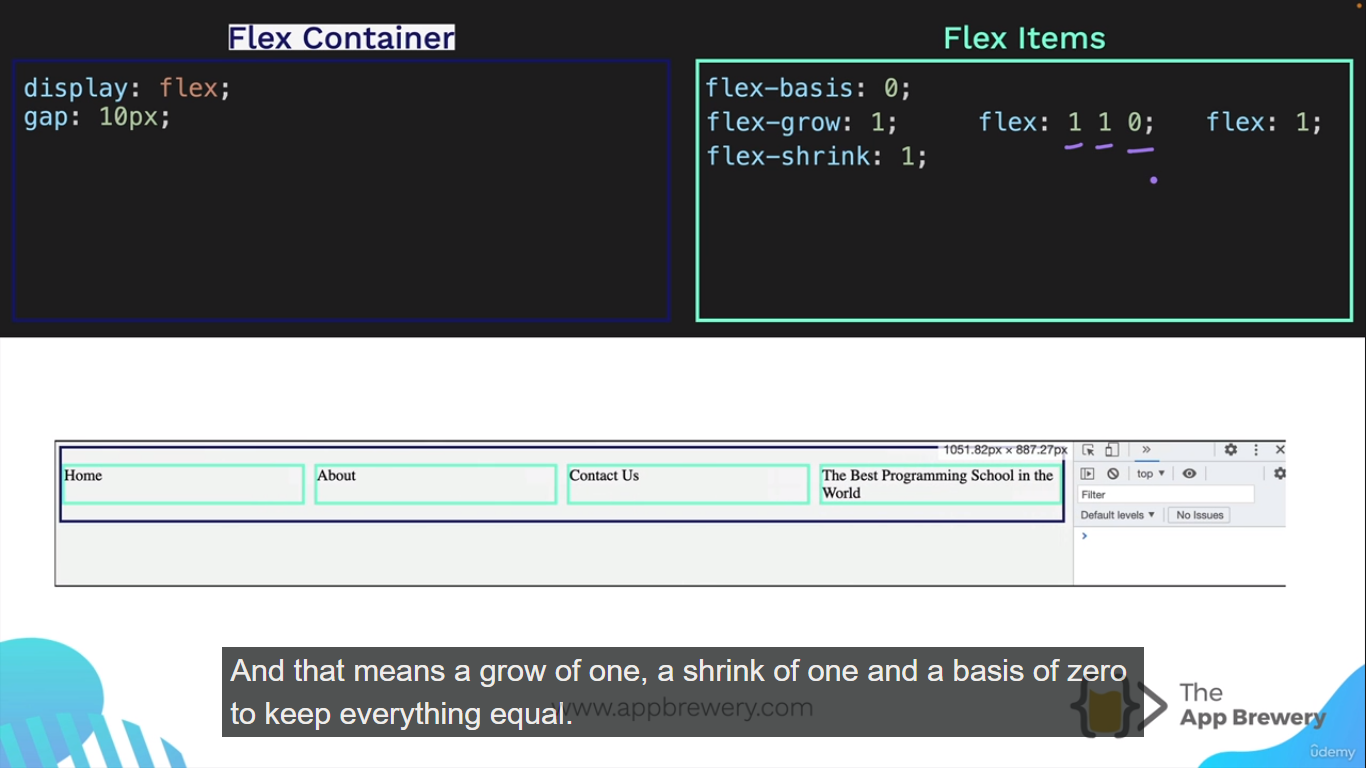 Flex Container
Flex Items
display: flex;
gap: 10px;
flex-basis: 0;
flex-grow: 1;
flex: 1 1 0;
flex: 1;
flex-shrink: 1;
1051.82px × 887.27px
Home
About
Contact Us
The Best Programming School in the
World
top
Filter
Default levels
No Issues
And that means a grow of one, a shrink of one and a basis of zero
to keep everything equal.
www.appbrewery.com
The
App Brewery
ûdemy